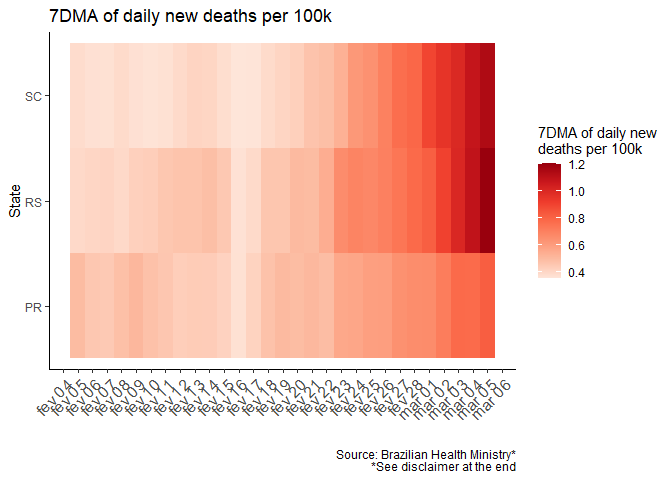 7DMA of daily new deaths per 100k
State
SC
RS
PR
7DMA of daily new
deaths per 100k
1.2
1.0
0.8
0.6
0.4
fev 04
fev 05
fev 06
fev 07
fev 08
fev 09
fev 10
fev 11
fev 12
fev 13
fev 14
fev 15
fev 16
fev 17
fev 18
fev 19
fev 20
fev 21
fev 22
fev 23
fev 24
fev 25
fev 26
fev 27
fev 28
mar 01
mar 02
mar 03
mar 04
mar 05
mar 06
Source: Brazilian Health Ministry*
*See disclaimer at the end